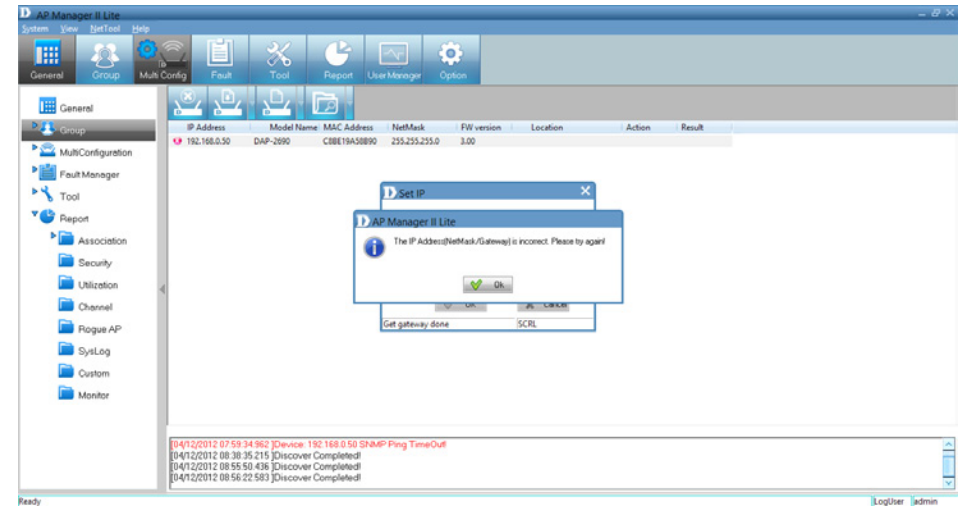 D AP Manager II Lite
System View NetTool Help
General Group Multi Config Fault Tool Report User Manager Option
General
Group
MultiConfiguration
Fault Manager
Tool
Report
Association
Security
Utilization
Channel
Rogue AP
SysLog
Custom
Monitor
IP Address Model Name MAC Address NetMask FW version Location Action Result
192.168.0.50 DAP-2690 C8BE19A58B90 255.255.255.0 3.00
D Set IP
D AP Manager II Lite
The IP Address(NetMask/Gateway) is incorrect. Please try again!
Ok
OK Cancel
Get gateway done SCRL
[04/12/2012 07:59:34:962 ]Device: 192.168.0.50 SNMP Ping TimeOut!
[04/12/2012 08:38:35:215 ]Discover Completed!
[04/12/2012 08:55:50:436 ]Discover Completed!
[04/12/2012 08:56:22:583 ]Discover Completed!
Ready LogUser admin